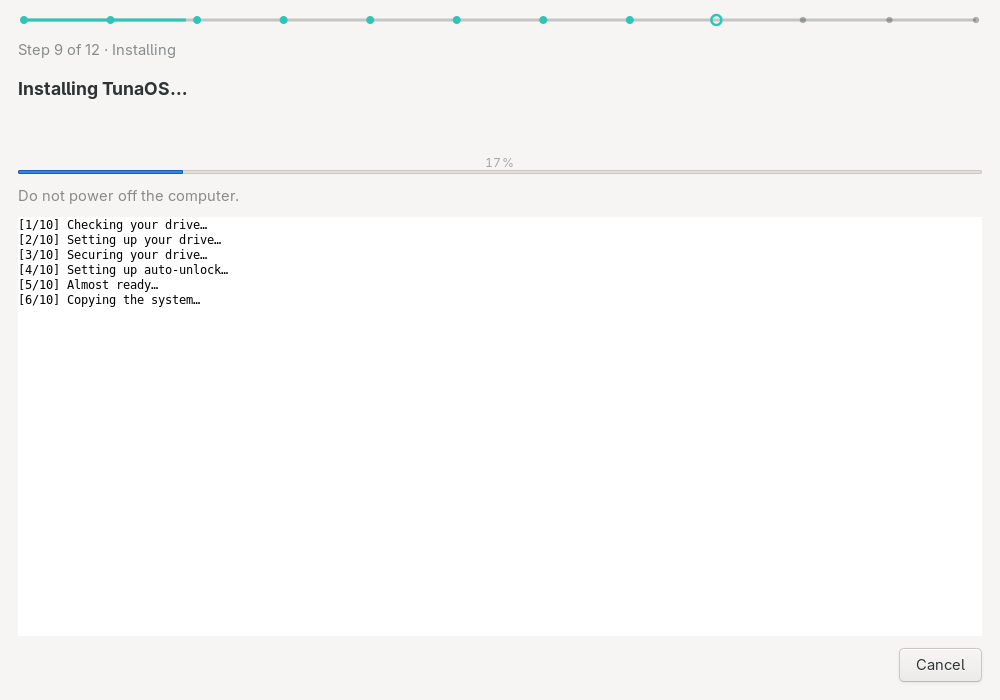 Step 9 of 12 · Installing
Installing TunaOS…
17%
Do not power off the computer.
[1/10] Checking your drive…
[2/10] Setting up your drive…
[3/10] Securing your drive…
[4/10] Setting up auto-unlock…
[5/10] Almost ready…
[6/10] Copying the system…
Cancel